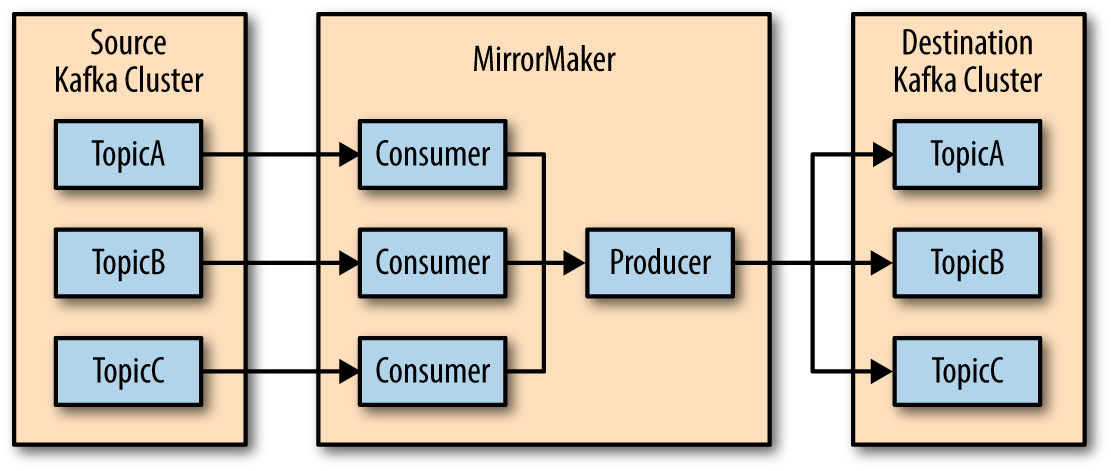 Source
Kafka Cluster
TopicA
TopicB
TopicC
MirrorMaker
Consumer
Consumer
Consumer
Producer
Destination
Kafka Cluster
TopicA
TopicB
TopicC